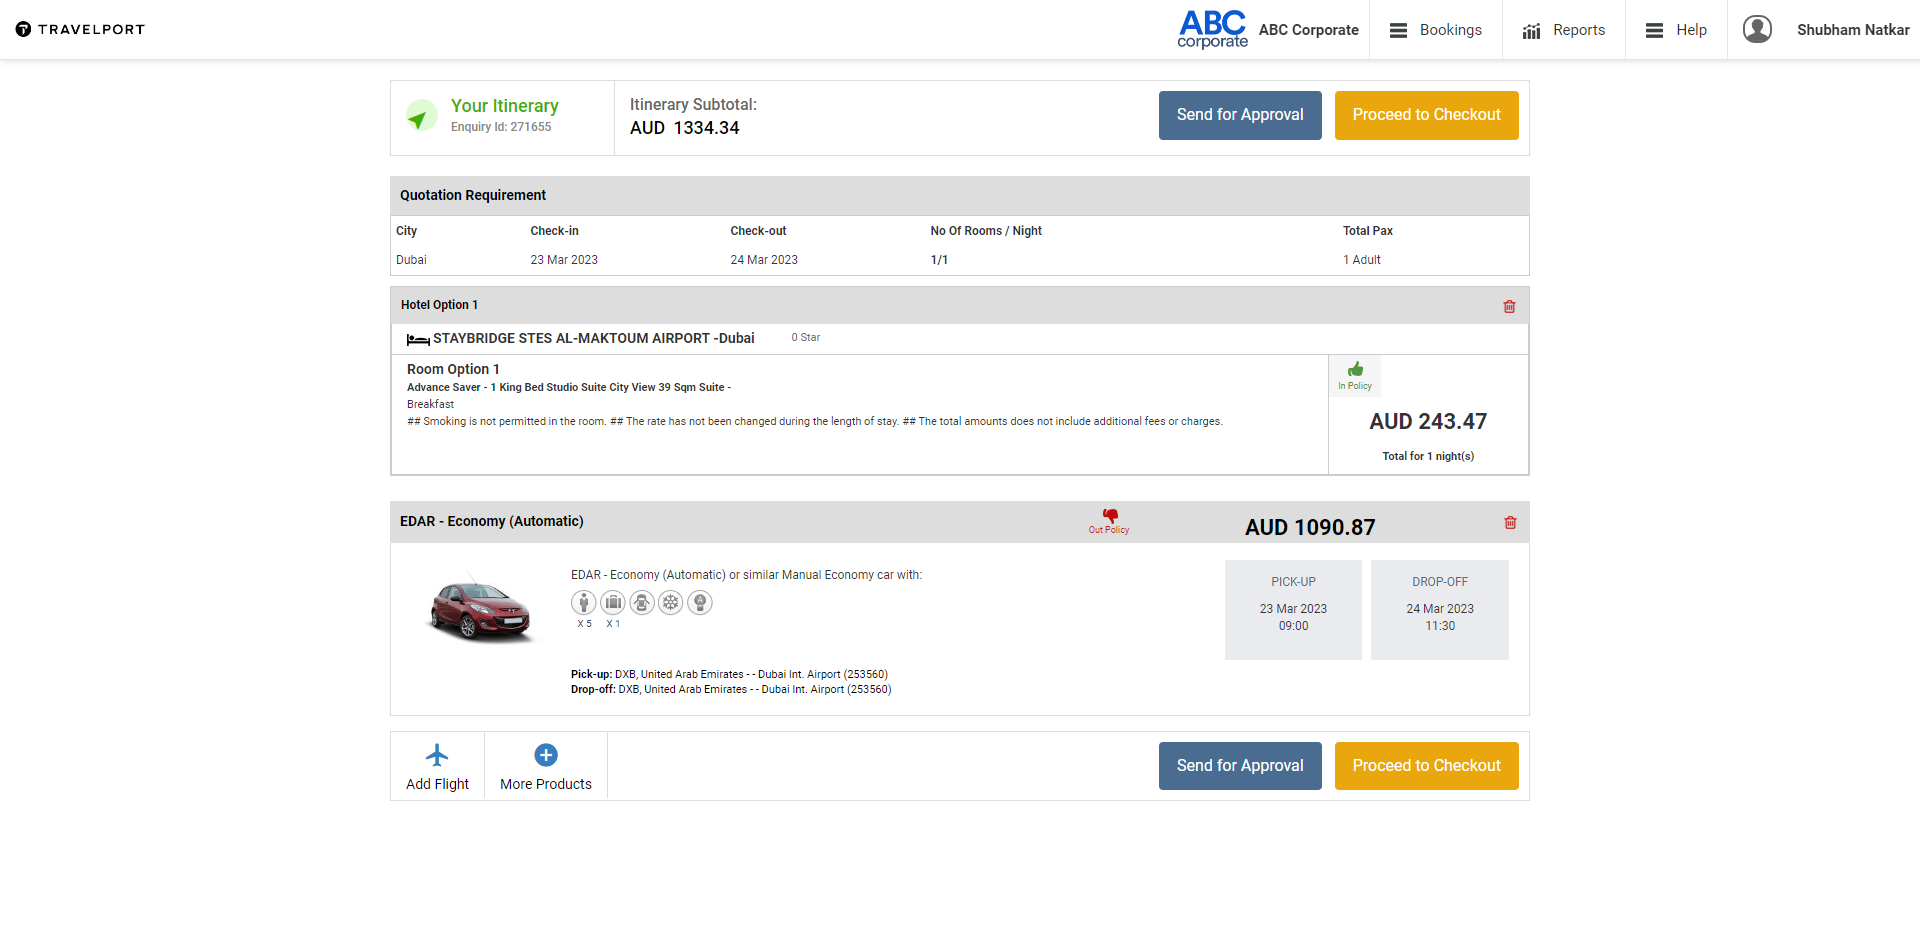 TRAVELPORT
ABC
corporate
ABC Corporate
Bookings
Reports
Help
Shubham Natkar
Your Itinerary
Enquiry Id: 271655
Itinerary Subtotal:
AUD 1334.34
Send for Approval
Proceed to Checkout
Quotation Requirement
City Check-in Check-out No Of Rooms / Night Total Pax
Dubai 23 Mar 2023 24 Mar 2023 1/1 1 Adult
Hotel Option 1
STAYBRIDGE STES AL-MAKTOUM AIRPORT -Dubai 0 Star
Room Option 1
Advance Saver - 1 King Bed Studio Suite City View 39 Sqm Suite -
Breakfast
## Smoking is not permitted in the room. ## The rate has not been changed during the length of stay. ## The total amounts does not include additional fees or charges.
In Policy
AUD 243.47
Total for 1 night(s)
EDAR - Economy (Automatic)
Out Policy
AUD 1090.87
EDAR - Economy (Automatic) or similar Manual Economy car with:
X 5 X 1
Pick-up: DXB, United Arab Emirates - - Dubai Int. Airport (253560)
Drop-off: DXB, United Arab Emirates - - Dubai Int. Airport (253560)
PICK-UP
23 Mar 2023
09:00
DROP-OFF
24 Mar 2023
11:30
Add Flight
More Products
Send for Approval
Proceed to Checkout